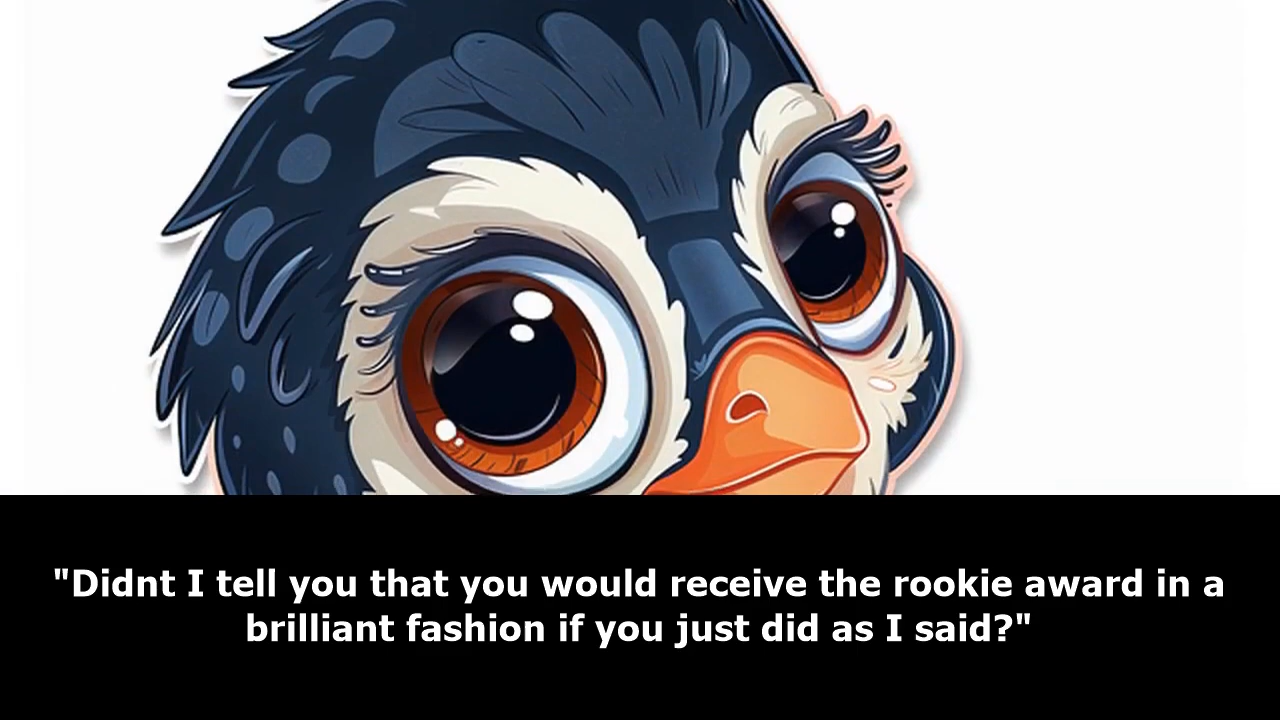 "Didnt I tell you that you would receive the rookie award in a
brilliant fashion if you just did as I said?"